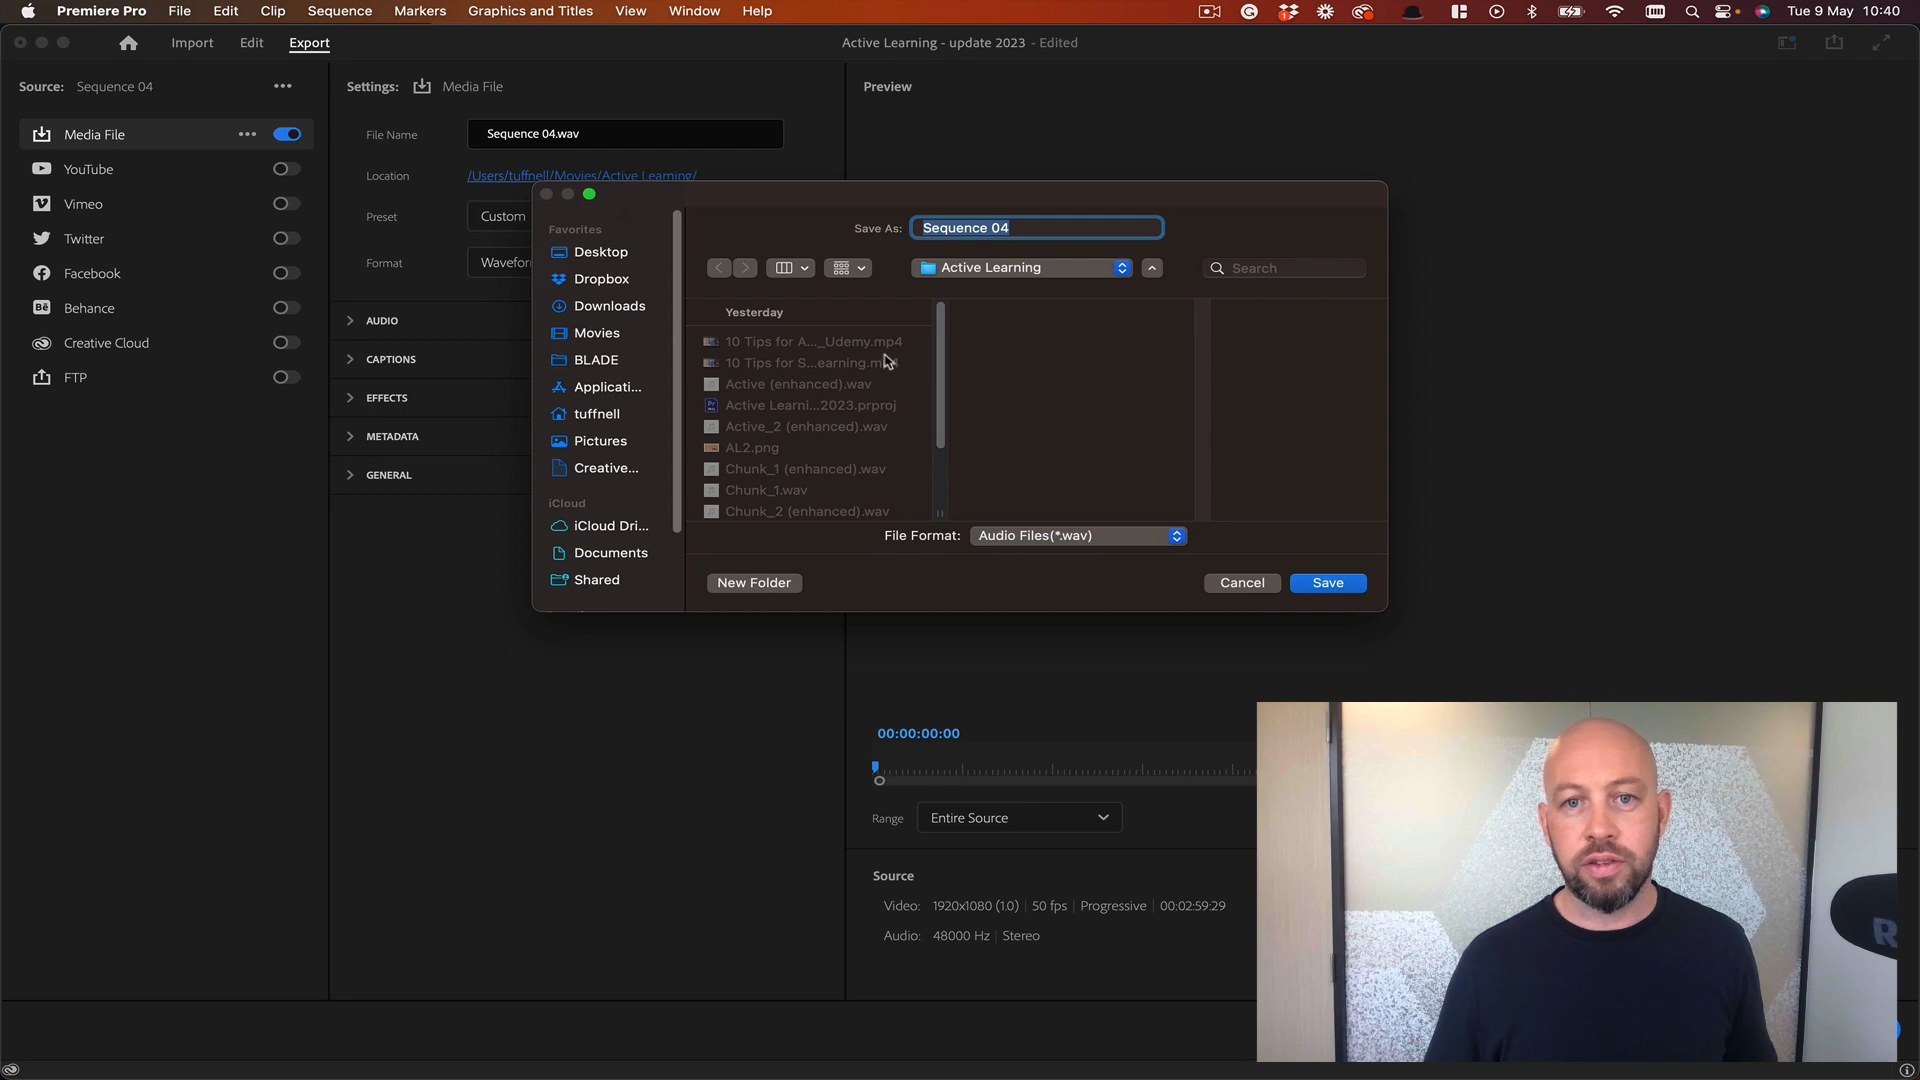 Premiere Pro File Edit Clip Sequence Markers Graphics and Titles View Window Help
Tue 9 May 10:40
Import Edit Export
Active Learning - update 2023 - Edited
Source: Sequence 04
Media File
YouTube
Vimeo
Twitter
Facebook
Behance
Creative Cloud
FTP
Settings: Media File
File Name Sequence 04.wav
Location /Users/tuffnell/Movies/Active Learning/
Preset Custom
Format
AUDIO
CAPTIONS
EFFECTS
METADATA
GENERAL
Preview
Favorites
Desktop
Dropbox
Downloads
Movies
BLADE
Applicati...
tuffnell
Pictures
Creative...
iCloud
iCloud Dri...
Documents
Shared
Save As: Sequence 04
Active Learning
Search
Yesterday
10 Tips for A..._Udemy.mp4
10 Tips for S...earning.m
Active (enhanced).wav
Active Learni...2023.prproj
Active_2 (enhanced).wav
AL2.png
Chunk_1 (enhanced).wav
Chunk_1.wav
Chunk_2 (enhanced).wav
File Format: Audio Files(*.wav)
New Folder
Cancel
Save
00:00:00:00
Range Entire Source
Source
Video: 1920x1080 (1.0) | 50 fps | Progressive | 00:02:59:29
Audio: 48000 Hz | Stereo